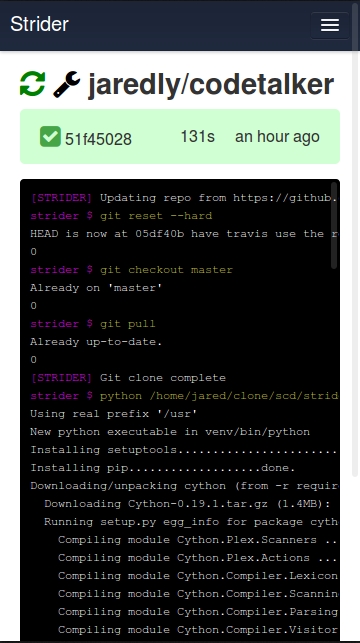 Strider
jaredly/codetalker
51f45028 131s an hour ago
[STRIDER] Updating repo from https://github.
strider $ git reset --hard
HEAD is now at 05df40b have travis use the r
0
strider $ git checkout master
Already on 'master'
0
strider $ git pull
Already up-to-date.
0
[STRIDER] Git clone complete
strider $ python /home/jared/clone/scd/strid
Using real prefix '/usr'
New python executable in venv/bin/python
Installing setuptools.......................
Installing pip...................done.
Downloading/unpacking cython (from -r requir
Downloading Cython-0.19.1.tar.gz (1.4MB):
Running setup.py egg_info for package cyth
Compiling module Cython.Plex.Scanners ..
Compiling module Cython.Plex.Actions ...
Compiling module Cython.Compiler.Lexicon
Compiling module Cython.Compiler.Scannin
Compiling module Cython.Compiler.Parsing
Compiling module Cython.Compiler.Visitor